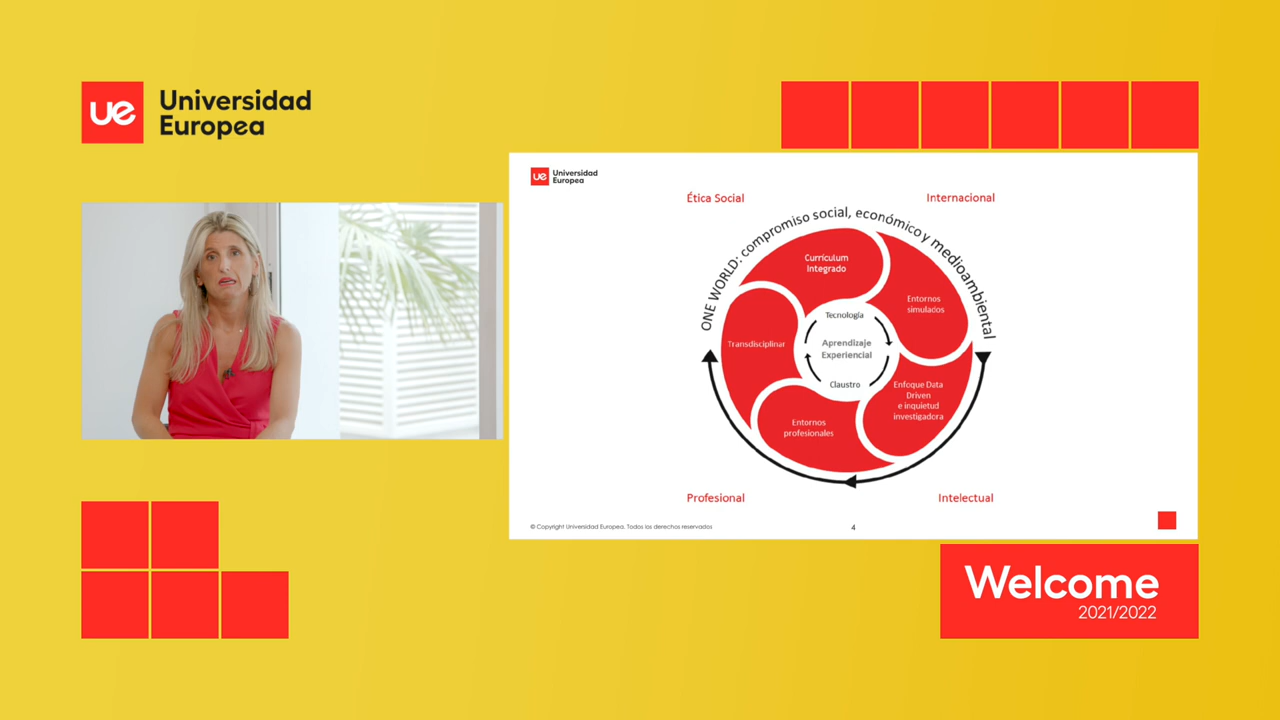 ue Universidad
Europea
ue Universidad
Europea
Ética Social
Internacional
ONE WORLD: compromiso social, económico y medioambiental
Currículum
Integrado
Entornos
simulados
Tecnología
Transdisciplinar
Aprendizaje
Experiencial
Claustro
Enfoque Data
Driven
e inquietud
investigadora
Entornos
profesionales
Profesional
Intelectual
© Copyright Universidad Europea. Todos los derechos reservados
4
Welcome
2021/2022